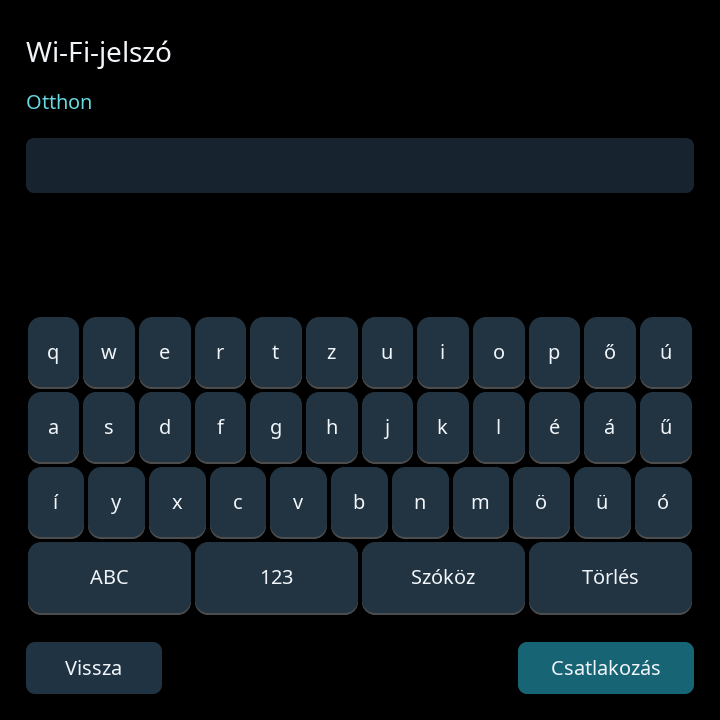 Wi-Fi-jelszó
Otthon
q w e r t z u i o p ő ú
a s d f g h j k l é á ű
í y x c v b n m ö ü ó
ABC 123 Szóköz Törlés
Vissza Csatlakozás